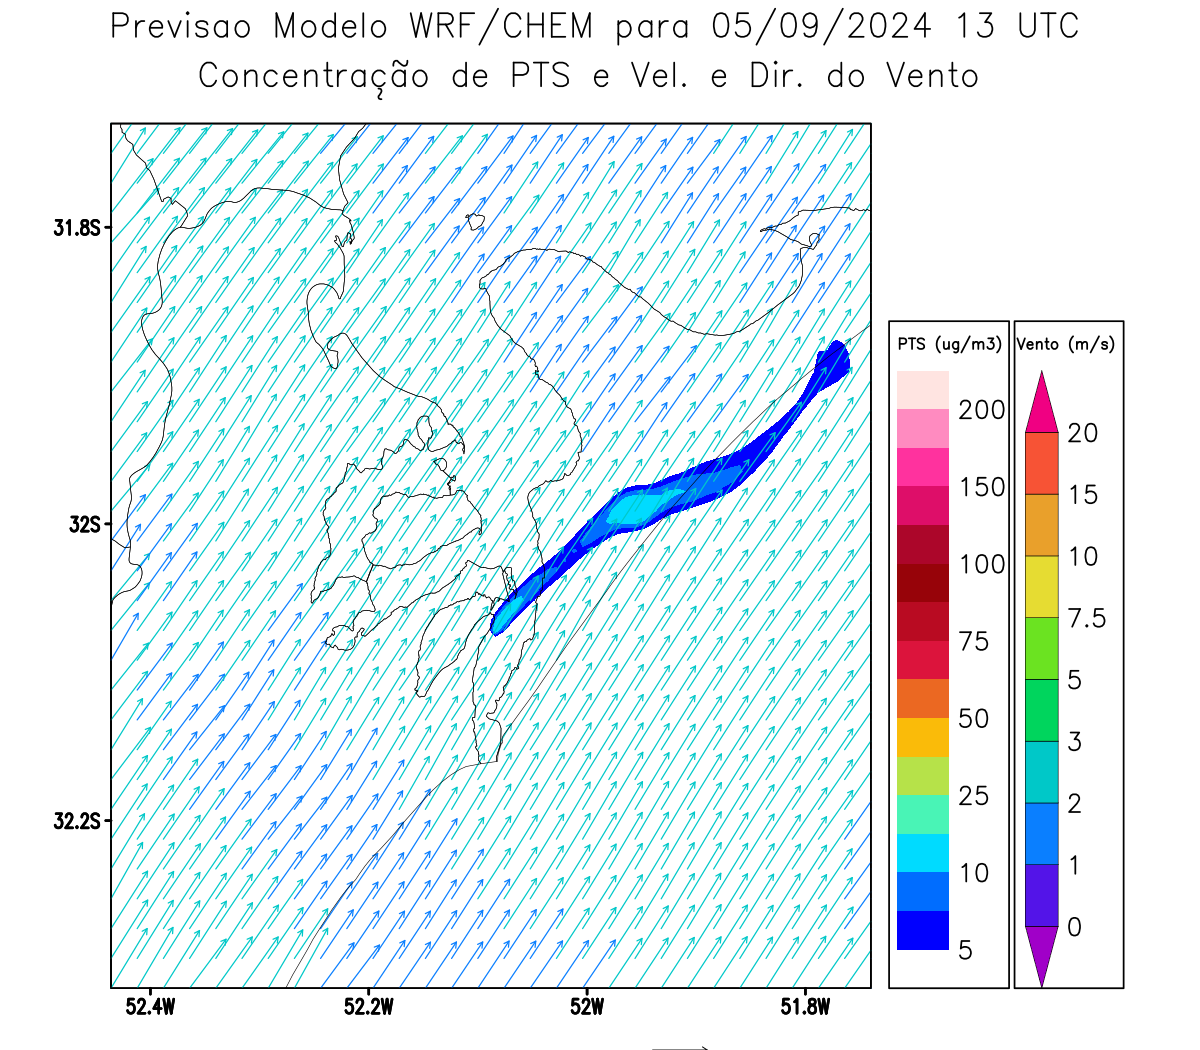 Previsao Modelo WRF/CHEM para 05/09/2024 13 UTC
Concentração de PTS e Vel. e Dir. do Vento
31.8S
32S
32.2S
52.4W 52.2W 52W 51.8W
PTS (ug/m3)
200
150
100
75
50
25
10
5
Vento (m/s)
20
15
10
7.5
5
3
2
1
0